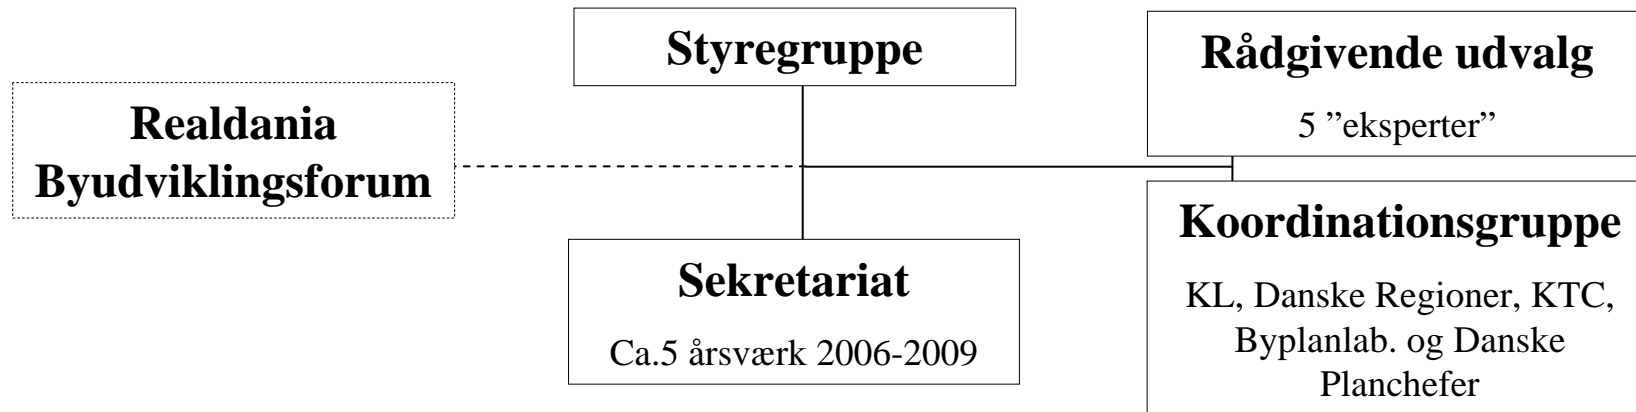 Styregruppe
Rådgivende udvalg
5 ”eksperter”
Realdania
Byudviklingsforum
Koordinationsgruppe
KL, Danske Regioner, KTC,
Byplanlab. og Danske
Planchefer
Sekretariat
Ca.5 årsværk 2006-2009